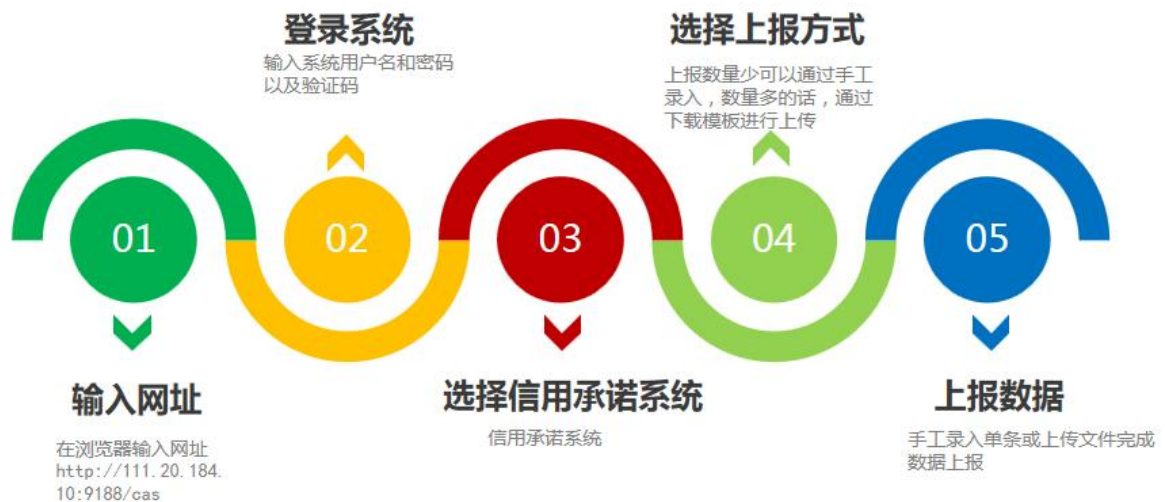 登录系统
输入系统用户名和密码
以及验证码
选择上报方式
上报数量少可以通过手工
录入，数量多的话，通过
下载模板进行上传
01
02
03
04
05
输入网址
在浏览器输入网址
http://111.20.184.
10:9188/cas
选择信用承诺系统
信用承诺系统
上报数据
手工录入单条或上传文件完成
数据上报